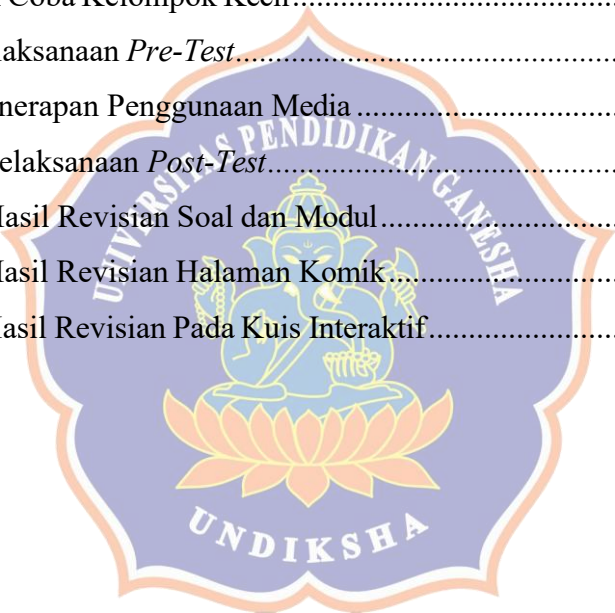 Coba Kelompok Kecil........................................
laksanaan Pre-Test........................................
nerapan Penggunaan Media........................................
elaksanaan Post-Test........................................
Hasil Revisian Soal dan Modul........................................
Hasil Revisian Halaman Komik........................................
Hasil Revisian Pada Kuis Interaktif........................................
UNIVERSITAS PENDIDIKAN GANESHA
UNDIKSHA